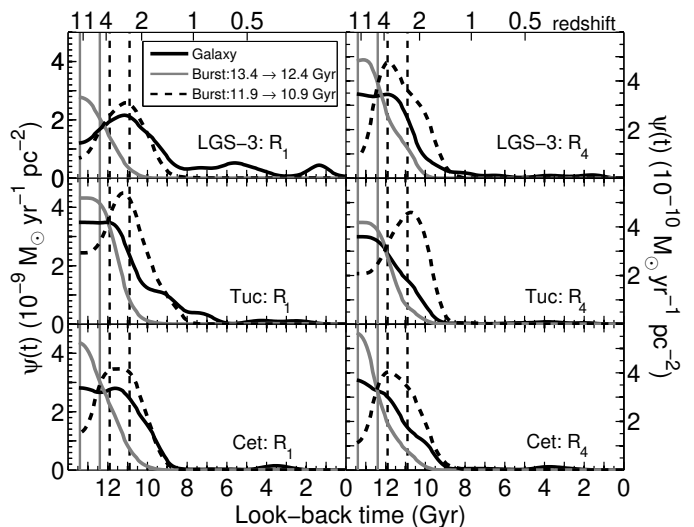 11 4 2 1 0.5 1 4 2 1 0.5 redshift
Galaxy
Burst:13.4 → 12.4 Gyr
Burst:11.9 → 10.9 Gyr
LGS−3: R1
LGS−3: R4
Tuc: R1
Tuc: R4
Cet: R1
Cet: R4
4
2
0
4
2
0
4
2
0
4
2
0
4
2
0
4
2
0
ψ(t) (10−9 M⊙ yr−1 pc−2)
ψ(t) (10−10 M⊙ yr−1 pc−2)
12 10 8 6 4 2 0 12 10 8 6 4 2 0
Look−back time (Gyr)